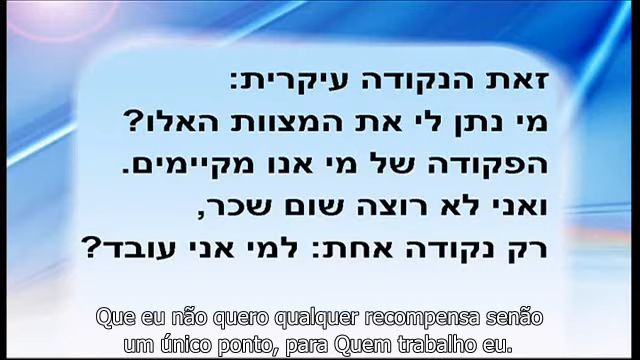 זאת הנקודה עיקרית:
מי נתן לי את המצוות האלו?
הפקודה של מי אנו מקיימים.
ואני לא רוצה שום שכר,
רק נקודה אחת: למי אני עובד?
Que eu não quero qualquer recompensa senão
um único ponto, para Quem trabalho eu.